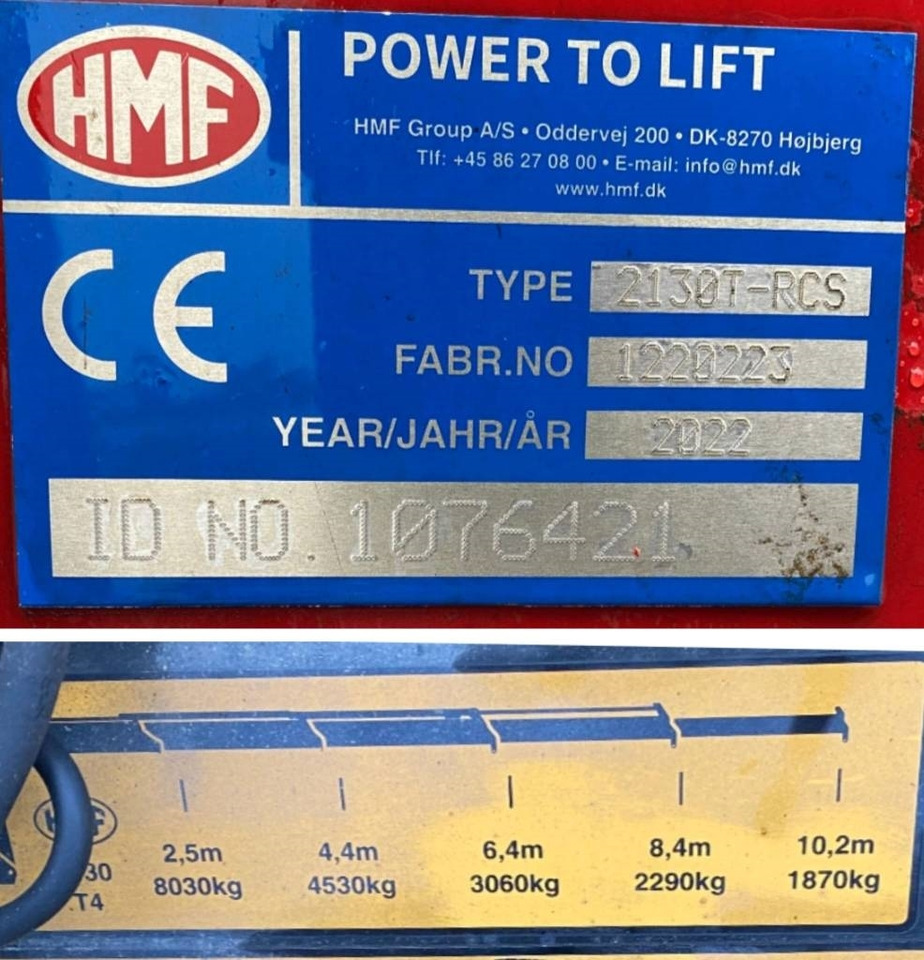 HMF
POWER TO LIFT
HMF Group A/S • Oddervej 200 • DK-8270 Højbjerg
Tlf: +45 86 27 08 00 • E-mail: info@hmf.dk
www.hmf.dk
CE
TYPE 2130T-RCS
FABR.NO 1220223
YEAR/JAHR/ÅR 2022
ID NO. 1076421
2,5m 4,4m 6,4m 8,4m 10,2m
30 8030kg 4530kg 3060kg 2290kg 1870kg
T4